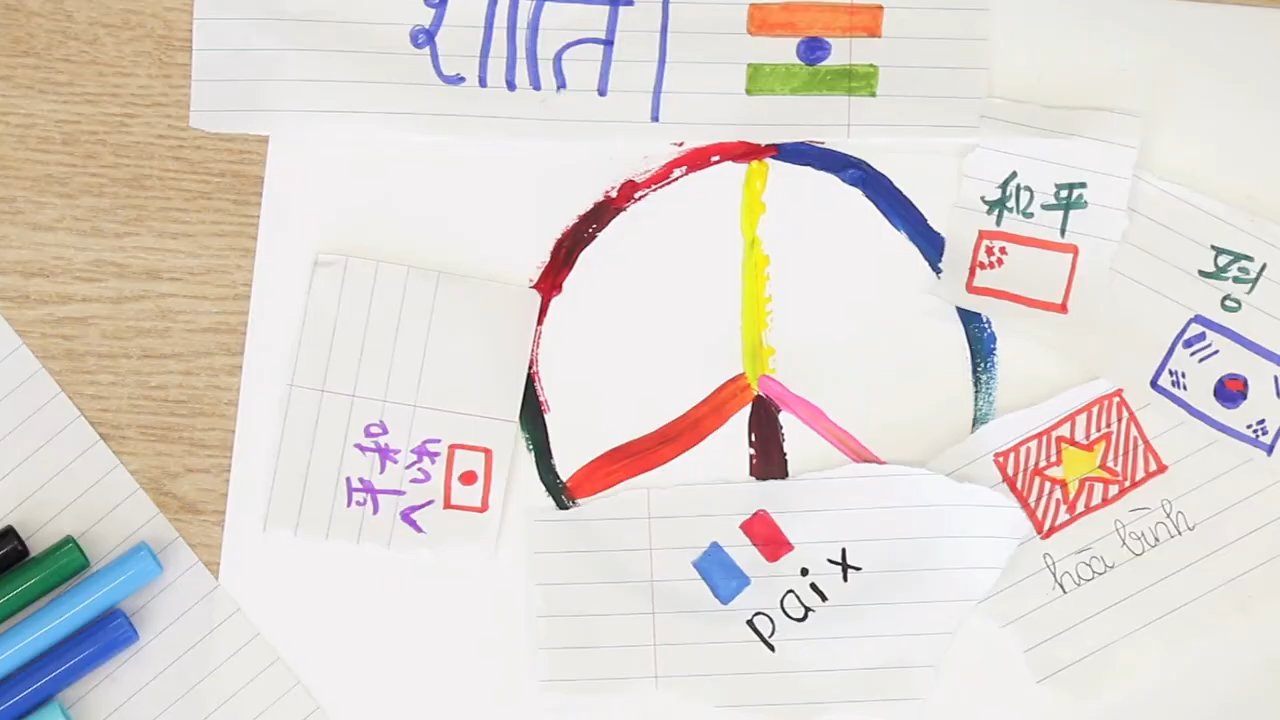 शांति
和平
평
平和
へいわ
paix
hoà bình